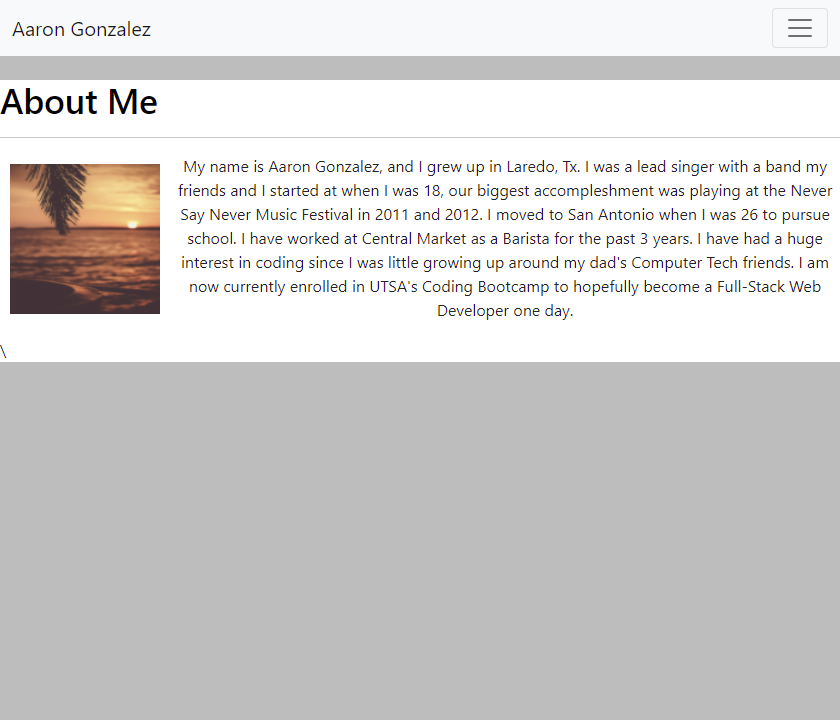 Aaron Gonzalez
About Me
My name is Aaron Gonzalez, and I grew up in Laredo, Tx. I was a lead singer with a band my
friends and I started at when I was 18, our biggest accompleshment was playing at the Never
Say Never Music Festival in 2011 and 2012. I moved to San Antonio when I was 26 to pursue
school. I have worked at Central Market as a Barista for the past 3 years. I have had a huge
interest in coding since I was little growing up around my dad's Computer Tech friends. I am
now currently enrolled in UTSA's Coding Bootcamp to hopefully become a Full-Stack Web
Developer one day.
\